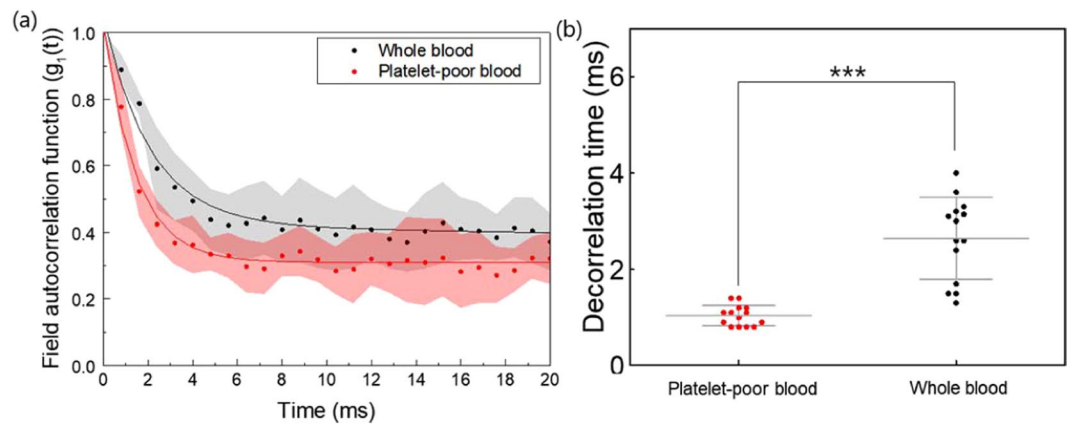 (a)
Field autocorrelation function (g₁(t))
1.0
0.8
0.6
0.4
0.2
0.0
Whole blood
Platelet-poor blood
0 2 4 6 8 10 12 14 16 18 20
Time (ms)
(b)
Decorrelation time (ms)
6
4
2
0
***
Platelet-poor blood
Whole blood